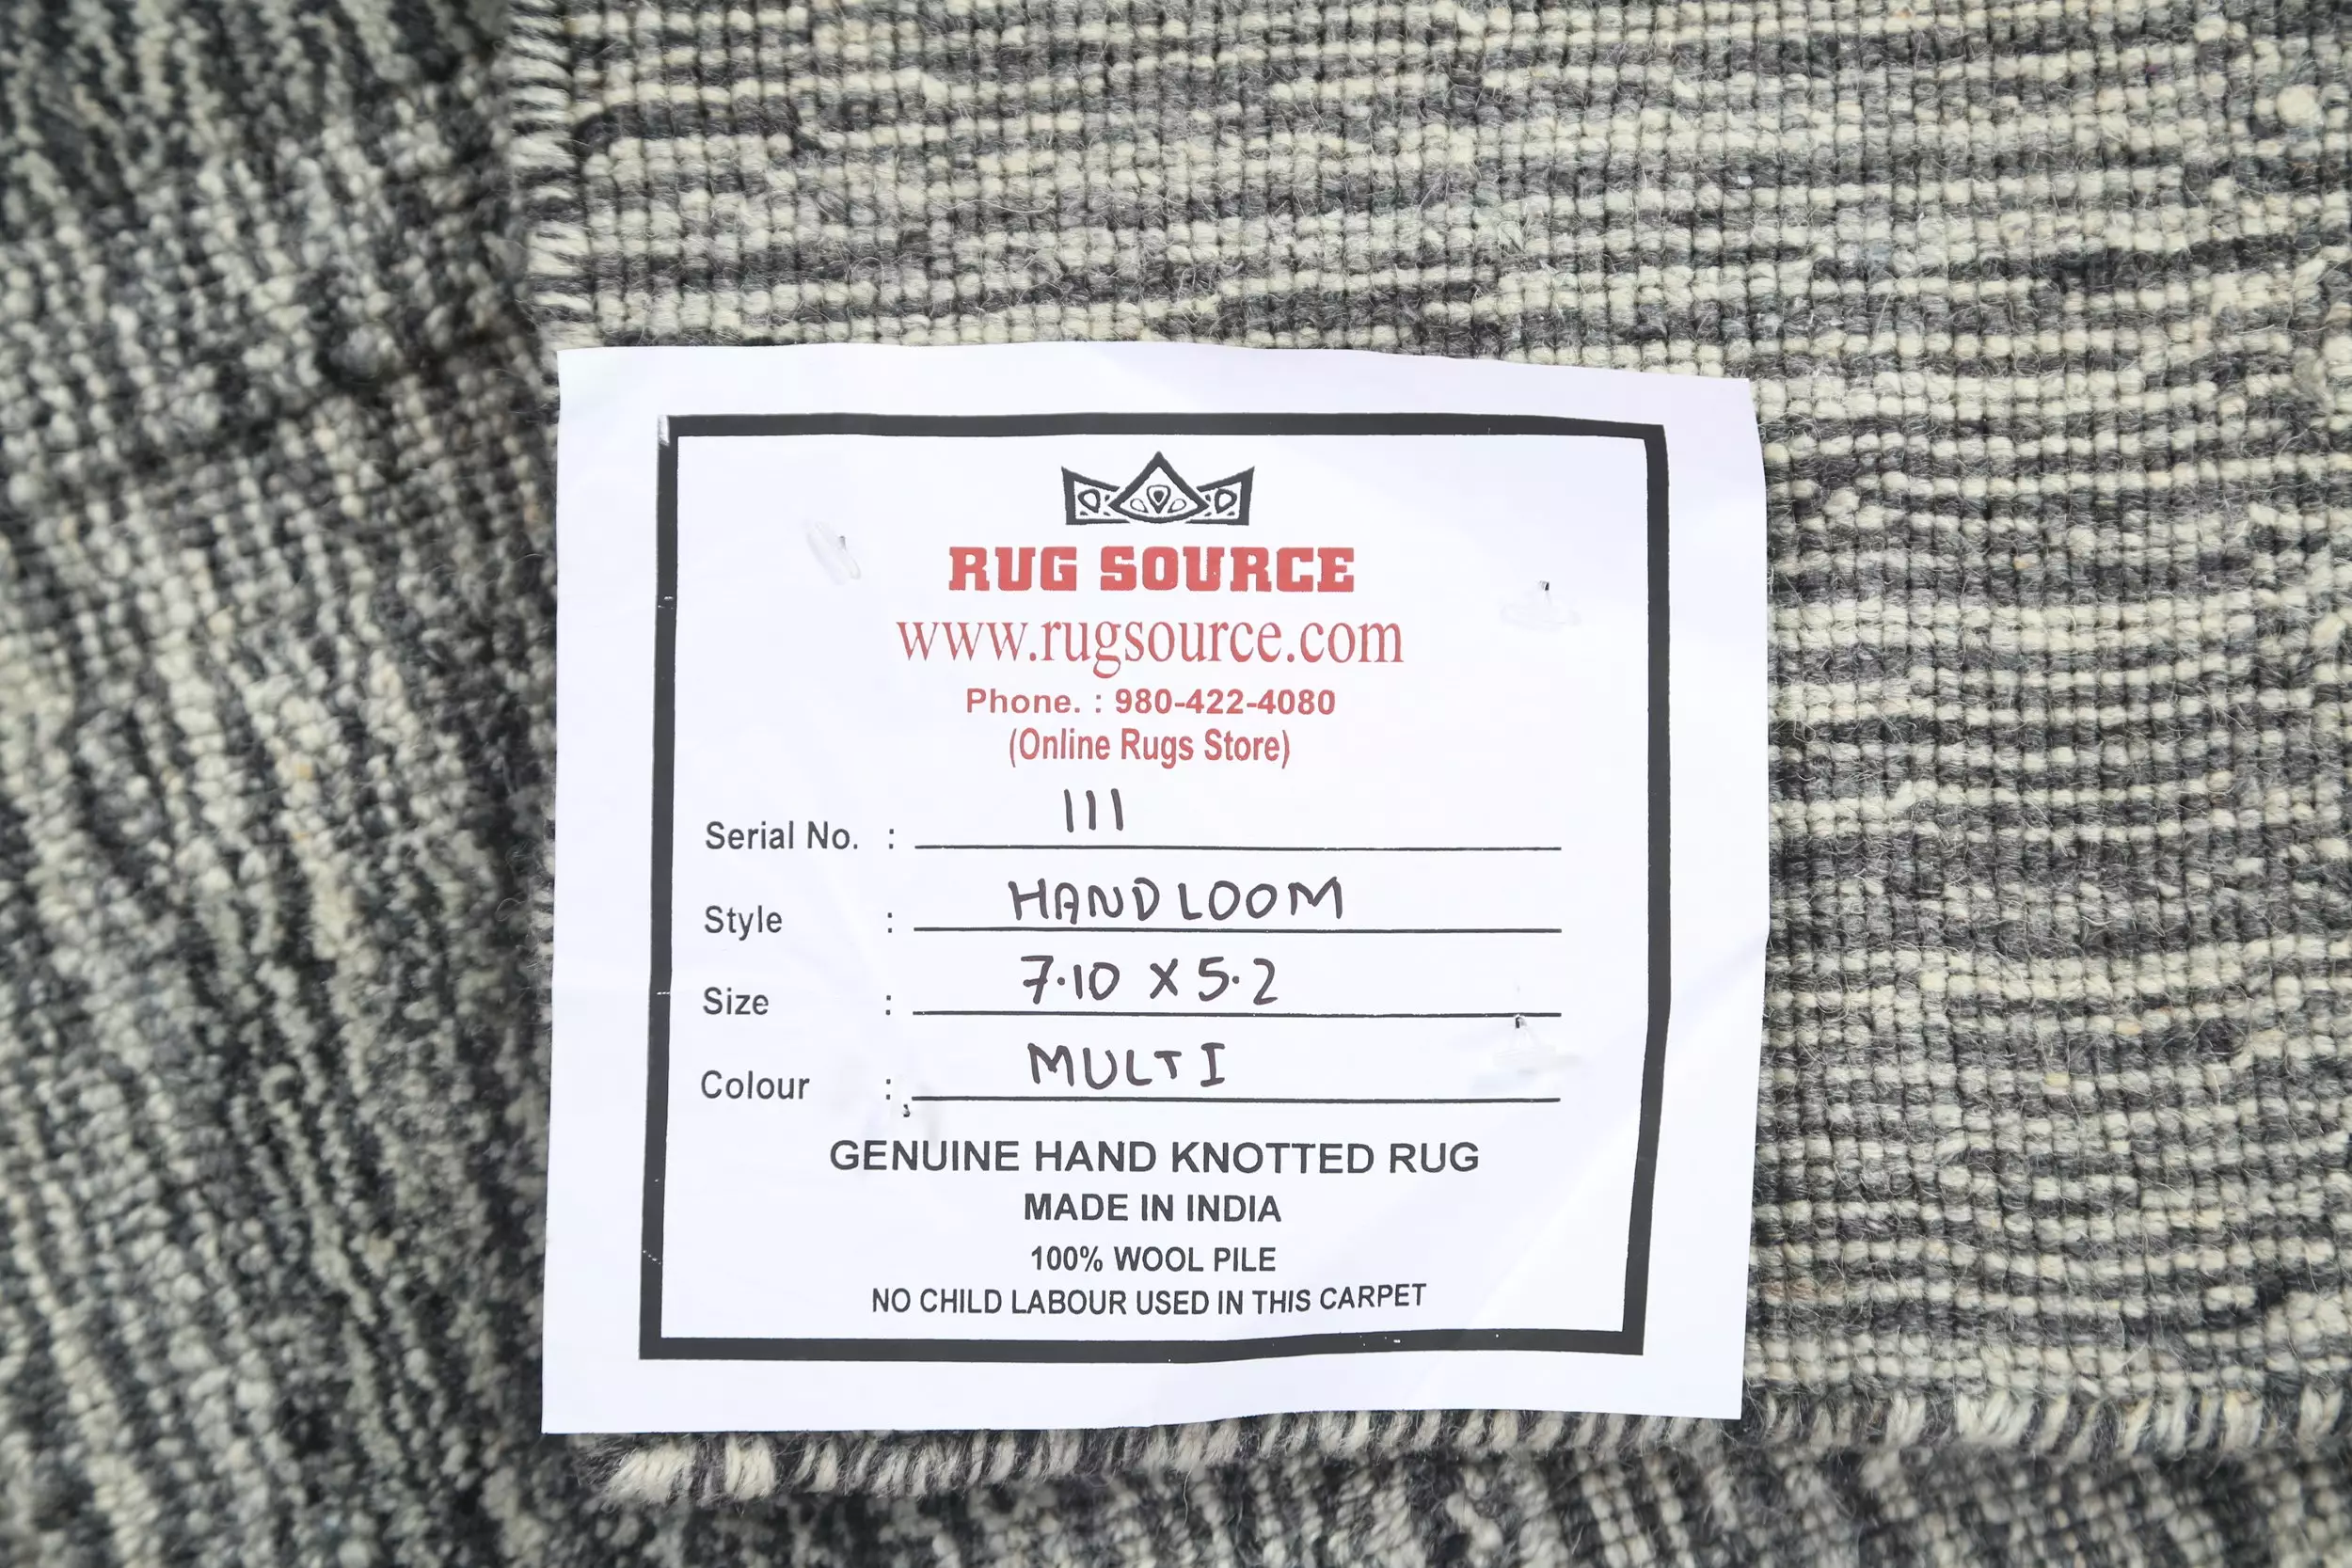 RUG SOURCE
www.rugsource.com
Phone. : 980-422-4080
(Online Rugs Store)
Serial No. : 111
Style : HANDLOOM
Size : 7.10 X 5.2
Colour : MULTI
GENUINE HAND KNOTTED RUG
MADE IN INDIA
100% WOOL PILE
NO CHILD LABOUR USED IN THIS CARPET